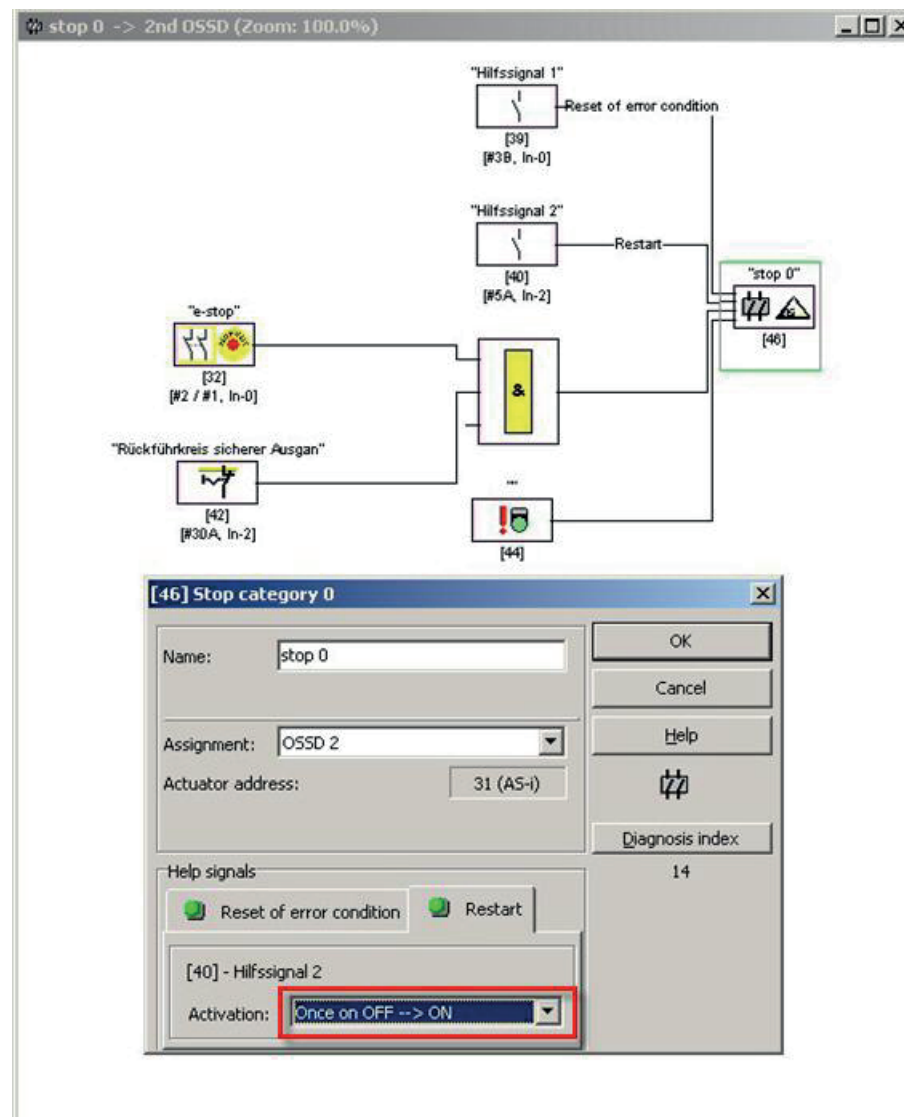 stop 0 -> 2nd OSSD (Zoom: 100.0%)
"Hilfssignal 1"
Reset of error condition
[39]
[#3B, In-0]
"Hilfssignal 2"
Restart
[40]
[#5A, In-2]
"stop 0"
[46]
"e-stop"
[32]
[#2 / #1, In-0]
&
"Rückführkreis sicherer Ausgan"
[42]
[#30A, In-2]
...
[44]
[46] Stop category 0
Name: stop 0
OK
Cancel
Assignment: OSSD 2
Help
Actuator address: 31 (AS-i)
Diagnosis index
14
Help signals
Reset of error condition
Restart
[40] - Hilfssignal 2
Activation: Once on OFF --> ON